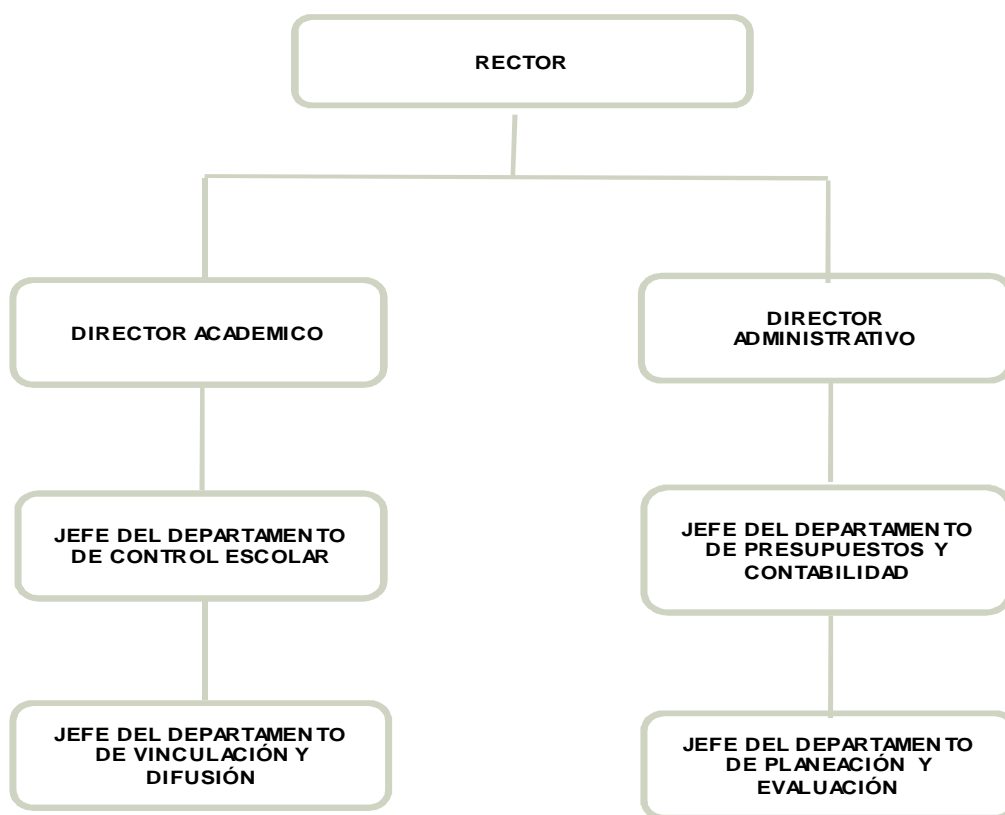 RECTOR
DIRECTOR ACADEMICO
DIRECTOR
ADMINISTRATIVO
JEFE DEL DEPARTAMENTO
DE CONTROL ESCOLAR
JEFE DEL DEPARTAMENTO
DE PRESUPUESTOS Y
CONTABILIDAD
JEFE DEL DEPARTAMENTO
DE VINCULACIÓN Y
DIFUSIÓN
JEFE DEL DEPARTAMENTO
DE PLANEACIÓN Y
EVALUACIÓN